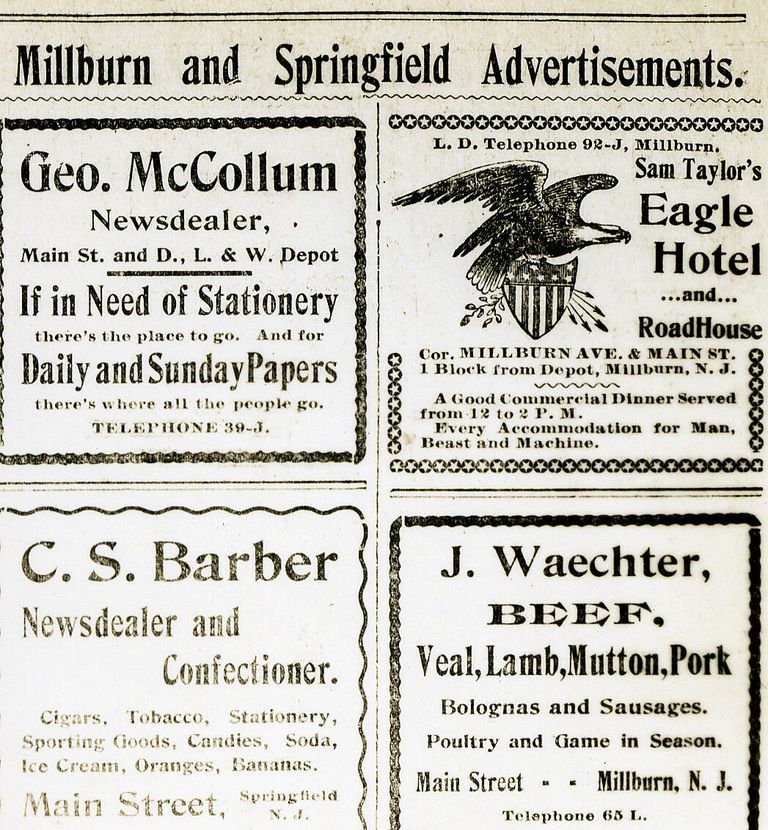 Millburn and Springfield Advertisements.
Geo. McCollum
Newsdealer,
Main St. and D., L. & W. Depot
If in Need of Stationery
there's the place to go. And for
Daily and Sunday Papers
there's where all the people go.
TELEPHONE 39-J.
L. D. Telephone 92-J, Millburn.
Sam Taylor's
Eagle
Hotel
...and...
RoadHouse
Cor. MILLBURN AVE. & MAIN ST.
1 Block from Depot, Millburn, N. J.
A Good Commercial Dinner Served
from 12 to 2 P. M.
Every Accommodation for Man,
Beast and Machine.
C. S. Barber
Newsdealer and
Confectioner.
Cigars, Tobacco, Stationery,
Sporting Goods, Candies, Soda,
Ice Cream, Oranges, Bananas.
Main Street, Springfield
N. J.
J. Waechter,
BEEF.
Veal, Lamb, Mutton, Pork
Bolognas and Sausages.
Poultry and Game in Season.
Main Street - - Millburn, N. J.
Telephone 65 L.